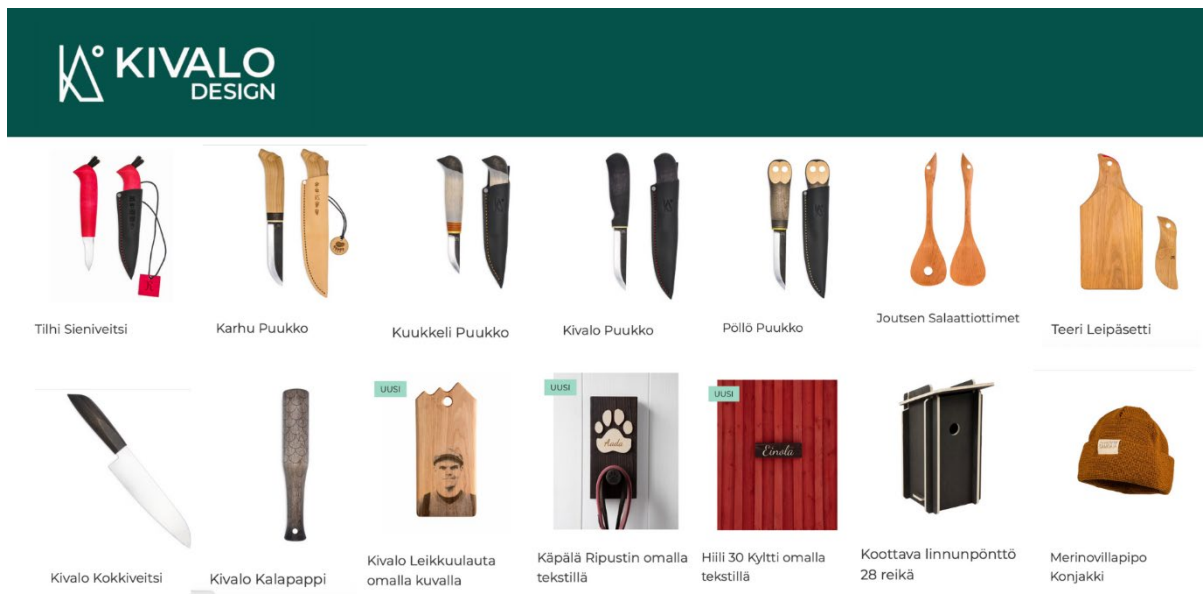 KIVALO
DESIGN
Tilhi Sieniveitsi
Karhu Puukko
Kuukkeli Puukko
Kivalo Puukko
Pöllö Puukko
Joutsen Salaattiottimet
Teeri Leipäsetti
UUSI
UUSI
UUSI
Audu
Einola
Kivalo Kokkiveitsi
Kivalo Kalapappi
Kivalo Leikkuulauta
omalla kuvalla
Käpälä Ripustin omalla
tekstillä
Hiili 30 Kyltti omalla
tekstillä
Koottava linnunpönttö
28 reikä
Merinovillapipo
Konjakki